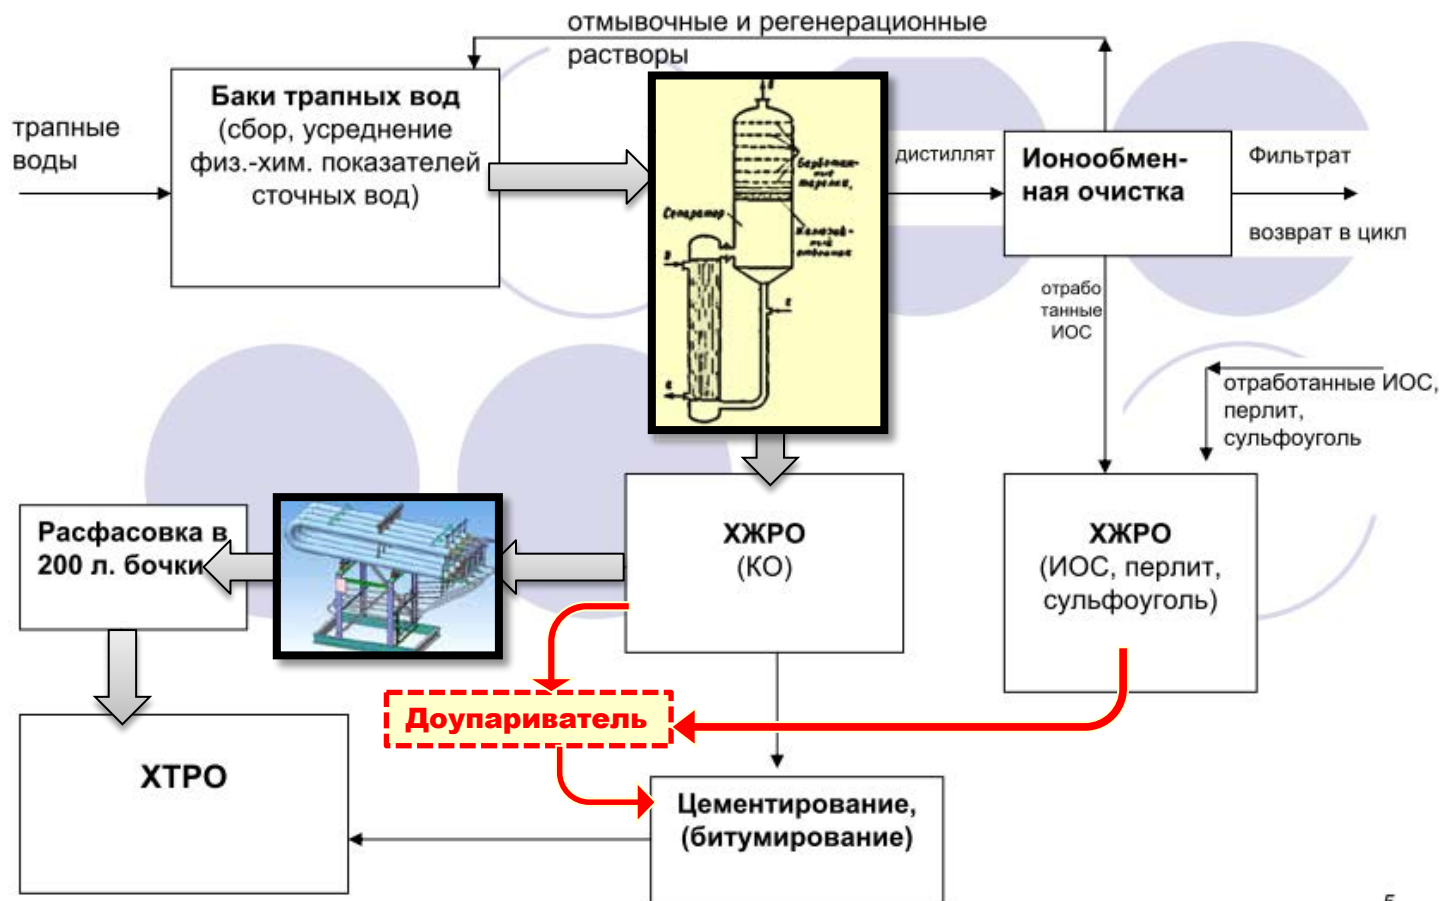 отмывочные и регенерационные
растворы
трапные
воды
Баки трапных вод
(сбор, усреднение
физ.-хим. показателей
сточных вод)
Сепаратор
дистиллят
Ионообмен-
ная очистка
Фильтрат
возврат в цикл
отрабо
танные
ИОС
отработанные ИОС,
перлит,
сульфоуголь
Расфасовка в
200 л. бочки
ХЖРО
(КО)
ХЖРО
(ИОС, перлит,
сульфоуголь)
Доупариватель
ХТРО
Цементирование,
(битумирование)
5